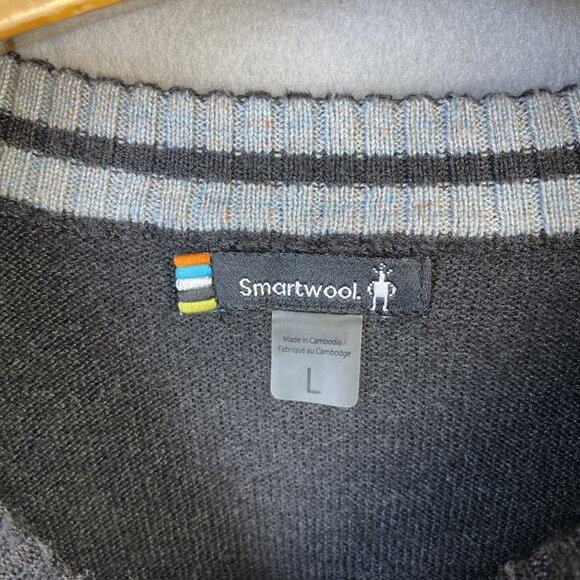 Smartwool.
Made in Cambodia /
Fabriqué au Cambodge
L